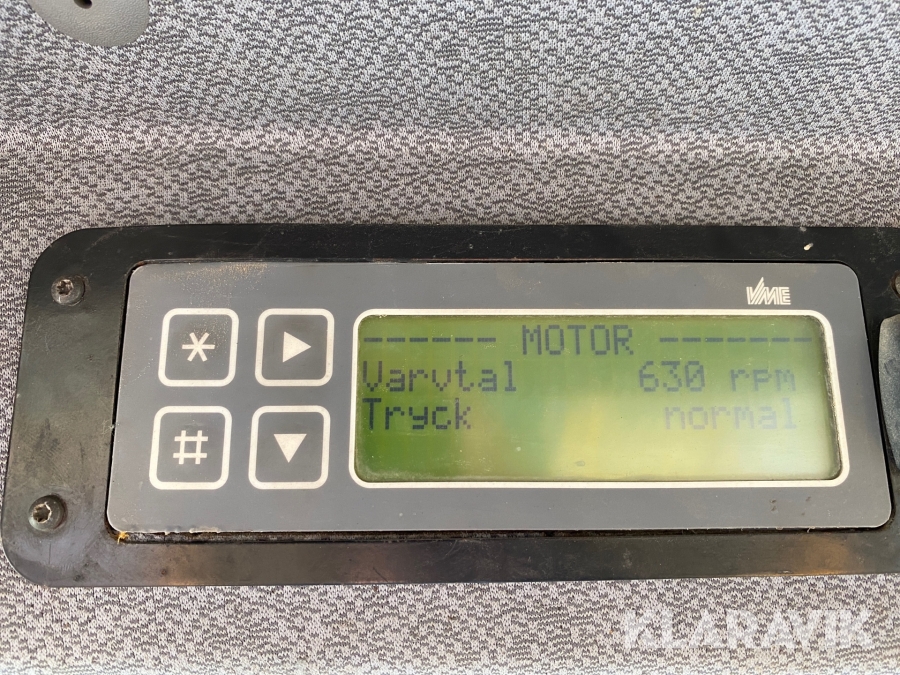 VME
* 
#
------ MOTOR -------
Varvtal 630 rpm
Tryck normal
KLARAVIK